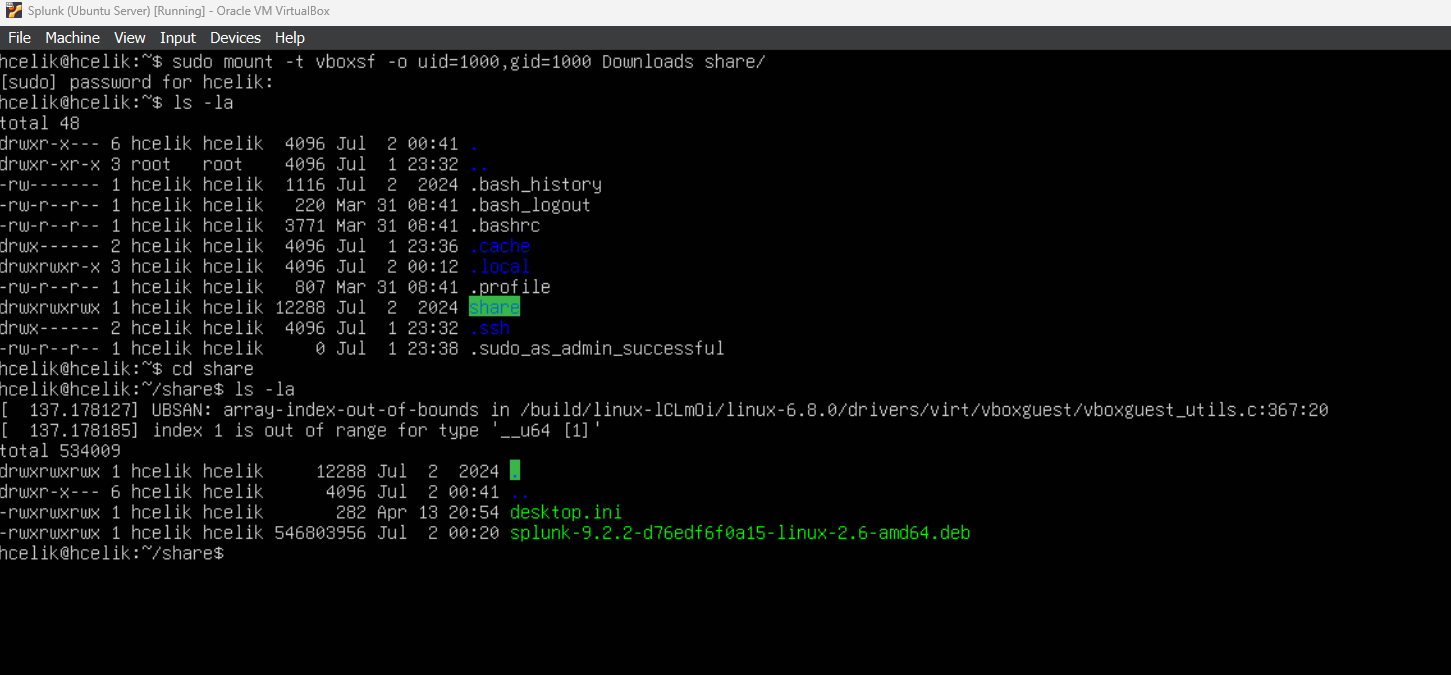 Splunk (Ubuntu Server) [Running] - Oracle VM VirtualBox
File Machine View Input Devices Help
hcelik@hcelik:~$ sudo mount -t vboxsf -o uid=1000,gid=1000 Downloads share/
[sudo] password for hcelik:
hcelik@hcelik:~$ ls -la
total 48
drwxr-x--- 6 hcelik hcelik  4096 Jul  2 00:41 .
drwxr-xr-x 3 root   root    4096 Jul  1 23:32 ..
-rw------- 1 hcelik hcelik  1116 Jul  2  2024 .bash_history
-rw-r--r-- 1 hcelik hcelik   220 Mar 31 08:41 .bash_logout
-rw-r--r-- 1 hcelik hcelik  3771 Mar 31 08:41 .bashrc
drwx------ 2 hcelik hcelik  4096 Jul  1 23:36 .cache
drwxrwxr-x 3 hcelik hcelik  4096 Jul  2 00:12 .local
-rw-r--r-- 1 hcelik hcelik   807 Mar 31 08:41 .profile
drwxrwxrwx 1 hcelik hcelik 12288 Jul  2  2024 share
drwx------ 2 hcelik hcelik  4096 Jul  1 23:32 .ssh
-rw-r--r-- 1 hcelik hcelik     0 Jul  1 23:38 .sudo_as_admin_successful
hcelik@hcelik:~$ cd share
hcelik@hcelik:~/share$ ls -la
[  137.178127] UBSAN: array-index-out-of-bounds in /build/linux-lCLmOi/linux-6.8.0/drivers/virt/vboxguest/vboxguest_utils.c:367:20
[  137.178185] index 1 is out of range for type '__u64 [1]'
total 534009
drwxrwxrwx 1 hcelik hcelik     12288 Jul  2  2024 .
drwxr-x--- 6 hcelik hcelik      4096 Jul  2 00:41 ..
-rwxrwxrwx 1 hcelik hcelik       282 Apr 13 20:54 desktop.ini
-rwxrwxrwx 1 hcelik hcelik 546803956 Jul  2 00:20 splunk-9.2.2-d76edf6f0a15-linux-2.6-amd64.deb
hcelik@hcelik:~/share$